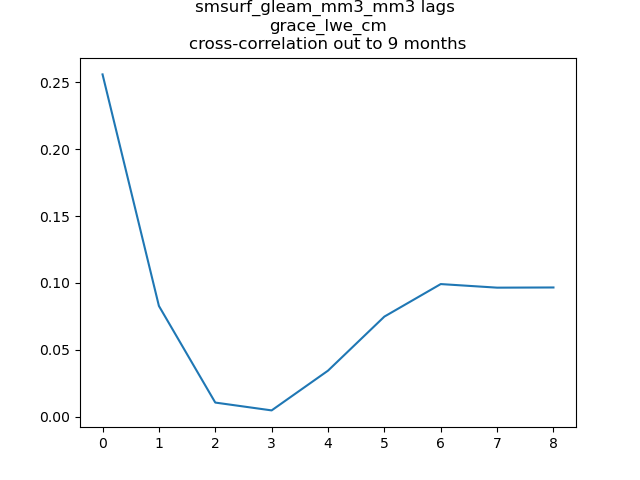 smsurf_gleam_mm3_mm3 lags
grace_lwe_cm
cross-correlation out to 9 months
0.25
0.20
0.15
0.10
0.05
0.00
0 1 2 3 4 5 6 7 8